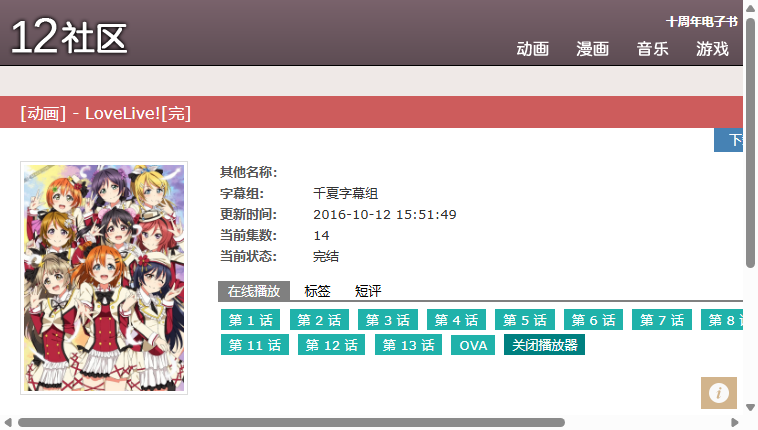 12社区
十周年电子书
动画 漫画 音乐 游戏
[动画] - LoveLive![完]
其他名称:
字幕组: 千夏字幕组
更新时间: 2016-10-12 15:51:49
当前集数: 14
当前状态: 完结
在线播放 标签 短评
第 1 话 第 2 话 第 3 话 第 4 话 第 5 话 第 6 话 第 7 话 第 8
第 11 话 第 12 话 第 13 话 OVA 关闭播放器